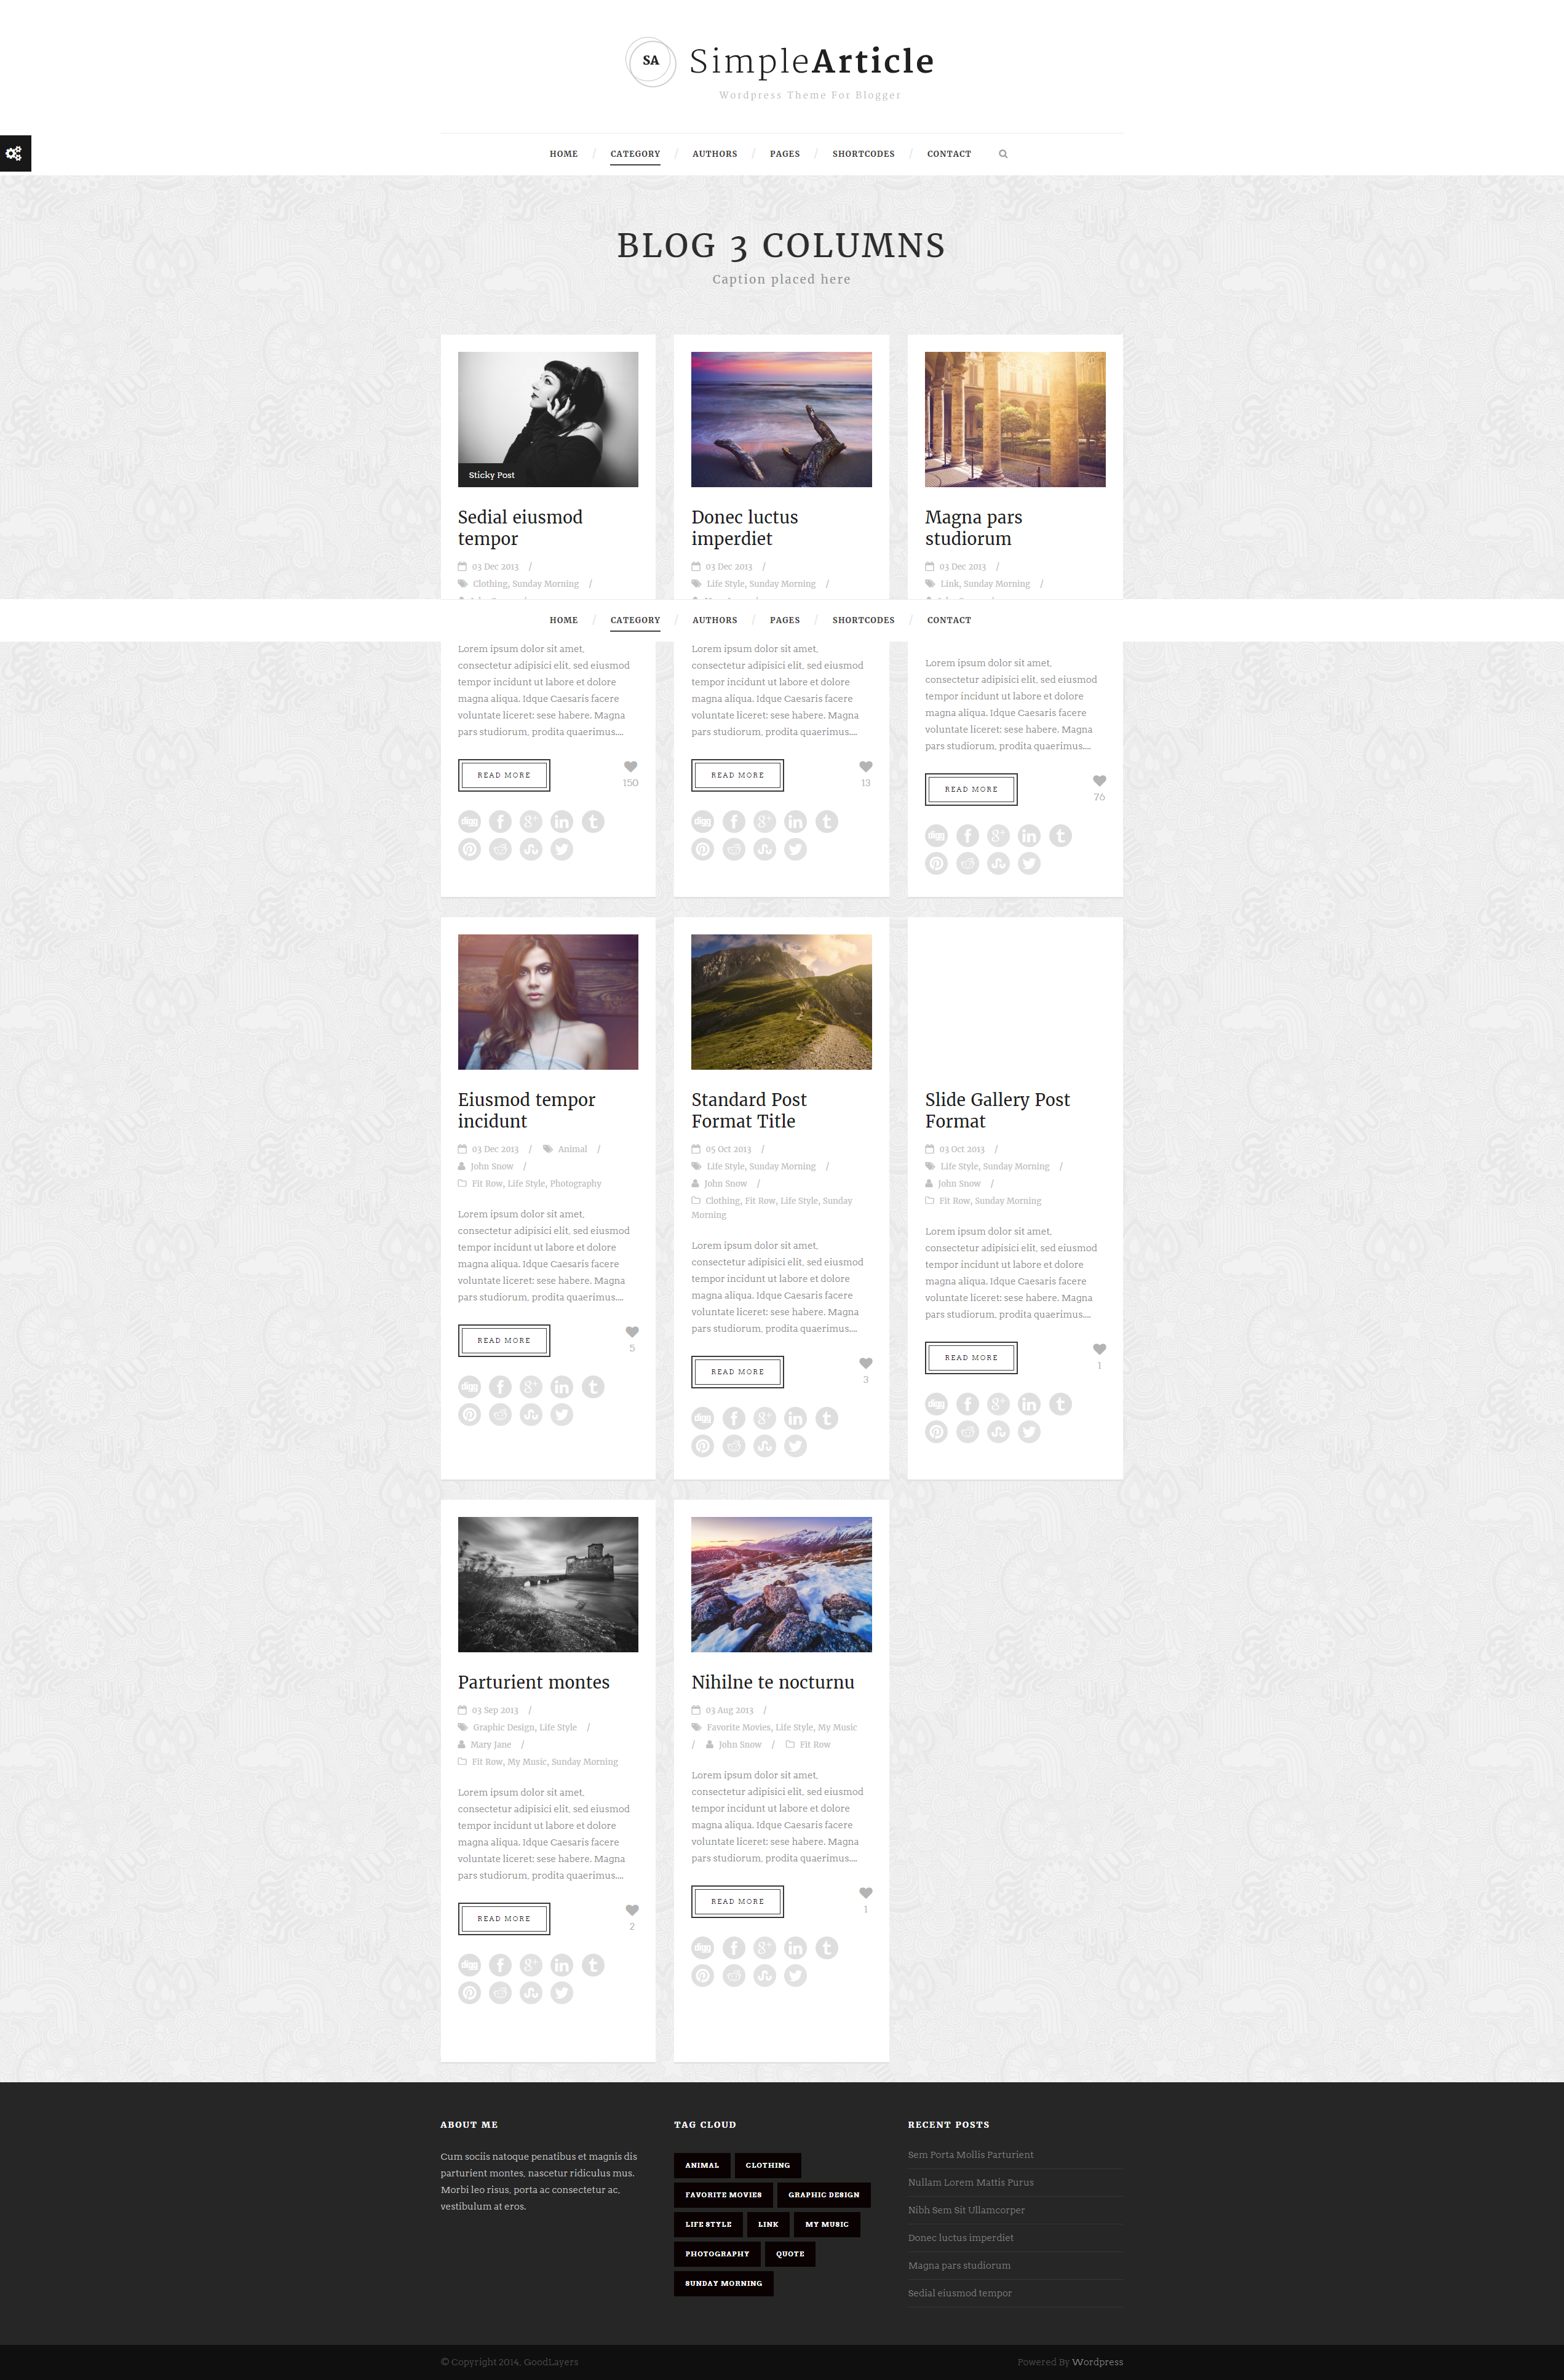 SA
SimpleArticle
Wordpress Theme For Blogger
HOME / CATEGORY / AUTHORS / PAGES / SHORTCODES / CONTACT
BLOG 3 COLUMNS
Caption placed here
Sticky Post
Sedial eiusmod
tempor
03 Dec 2013 /
Clothing, Sunday Morning /
Donec luctus
imperdiet
03 Dec 2013 /
Life Style, Sunday Morning /
Magna pars
studiorum
03 Dec 2013 /
Link, Sunday Morning /
HOME / CATEGORY / AUTHORS / PAGES / SHORTCODES / CONTACT
Lorem ipsum dolor sit amet,
consectetur adipisici elit, sed eiusmod
tempor incidunt ut labore et dolore
magna aliqua. Idque Caesaris facere
voluntate liceret: sese habere. Magna
pars studiorum, prodita quaerimus....
READ MORE
150
digg
Lorem ipsum dolor sit amet,
consectetur adipisici elit, sed eiusmod
tempor incidunt ut labore et dolore
magna aliqua. Idque Caesaris facere
voluntate liceret: sese habere. Magna
pars studiorum, prodita quaerimus....
READ MORE
13
digg
Lorem ipsum dolor sit amet,
consectetur adipisici elit, sed eiusmod
tempor incidunt ut labore et dolore
magna aliqua. Idque Caesaris facere
voluntate liceret: sese habere. Magna
pars studiorum, prodita quaerimus....
READ MORE
76
digg
Eiusmod tempor
incidunt
03 Dec 2013 / Animal /
John Snow /
Fit Row, Life Style, Photography
Lorem ipsum dolor sit amet,
consectetur adipisici elit, sed eiusmod
tempor incidunt ut labore et dolore
magna aliqua. Idque Caesaris facere
voluntate liceret: sese habere. Magna
pars studiorum, prodita quaerimus....
READ MORE
5
digg
Standard Post
Format Title
05 Oct 2013 /
Life Style, Sunday Morning /
John Snow /
Clothing, Fit Row, Life Style, Sunday
Morning
Lorem ipsum dolor sit amet,
consectetur adipisici elit, sed eiusmod
tempor incidunt ut labore et dolore
magna aliqua. Idque Caesaris facere
voluntate liceret: sese habere. Magna
pars studiorum, prodita quaerimus....
READ MORE
3
digg
Slide Gallery Post
Format
03 Oct 2013 /
Life Style, Sunday Morning /
John Snow /
Fit Row, Sunday Morning
Lorem ipsum dolor sit amet,
consectetur adipisici elit, sed eiusmod
tempor incidunt ut labore et dolore
magna aliqua. Idque Caesaris facere
voluntate liceret: sese habere. Magna
pars studiorum, prodita quaerimus....
READ MORE
1
digg
Parturient montes
03 Sep 2013 /
Graphic Design, Life Style /
Mary Jane /
Fit Row, My Music, Sunday Morning
Lorem ipsum dolor sit amet,
consectetur adipisici elit, sed eiusmod
tempor incidunt ut labore et dolore
magna aliqua. Idque Caesaris facere
voluntate liceret: sese habere. Magna
pars studiorum, prodita quaerimus....
READ MORE
2
digg
Nihilne te nocturnu
03 Aug 2013 /
Favorite Movies, Life Style, My Music
/ John Snow / Fit Row
Lorem ipsum dolor sit amet,
consectetur adipisici elit, sed eiusmod
tempor incidunt ut labore et dolore
magna aliqua. Idque Caesaris facere
voluntate liceret: sese habere. Magna
pars studiorum, prodita quaerimus....
READ MORE
1
digg
ABOUT ME
Cum sociis natoque penatibus et magnis dis
parturient montes, nascetur ridiculus mus.
Morbi leo risus, porta ac consectetur ac,
vestibulum at eros.
TAG CLOUD
ANIMAL CLOTHING
FAVORITE MOVIES GRAPHIC DESIGN
LIFE STYLE LINK MY MUSIC
PHOTOGRAPHY QUOTE
SUNDAY MORNING
RECENT POSTS
Sem Porta Mollis Parturient
Nullam Lorem Mattis Purus
Nibh Sem Sit Ullamcorper
Donec luctus imperdiet
Magna pars studiorum
Sedial eiusmod tempor
© Copyright 2014, GoodLayers
Powered By Wordpress